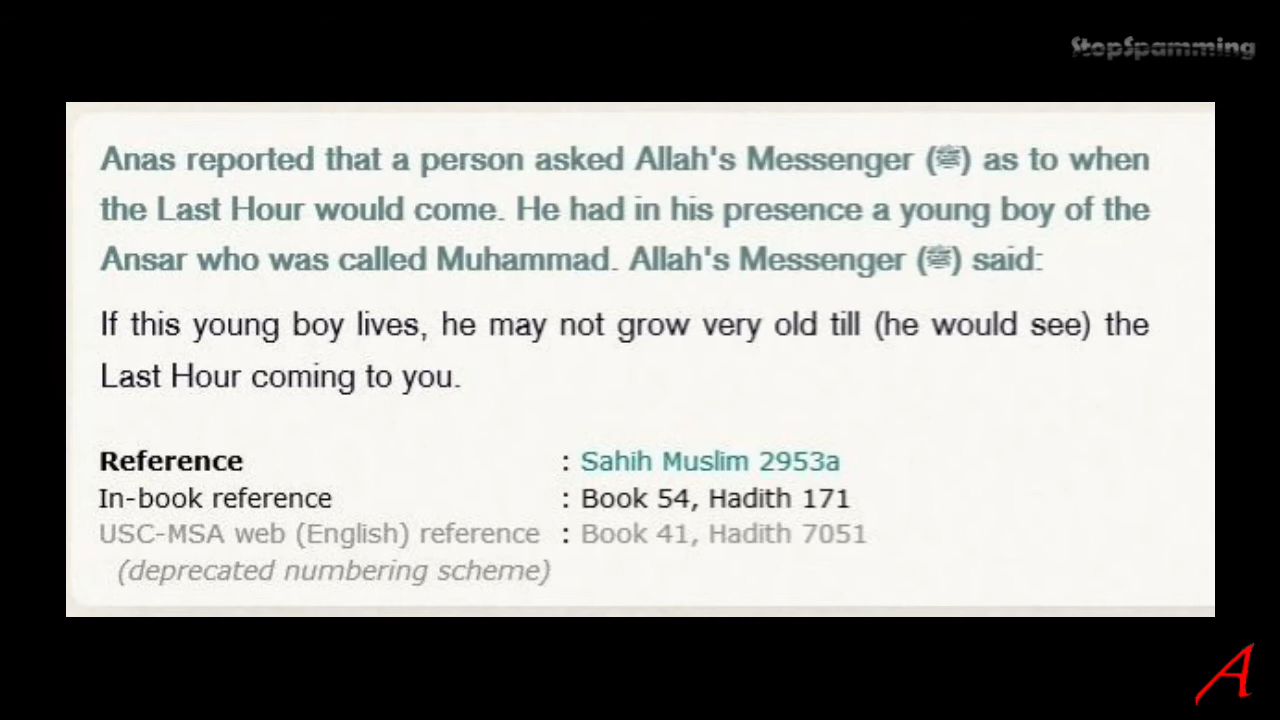 StopSpamming
Anas reported that a person asked Allah's Messenger (ﷺ) as to when
the Last Hour would come. He had in his presence a young boy of the
Ansar who was called Muhammad. Allah's Messenger (ﷺ) said:
If this young boy lives, he may not grow very old till (he would see) the
Last Hour coming to you.
Reference : Sahih Muslim 2953a
In-book reference : Book 54, Hadith 171
USC-MSA web (English) reference : Book 41, Hadith 7051
(deprecated numbering scheme)
A